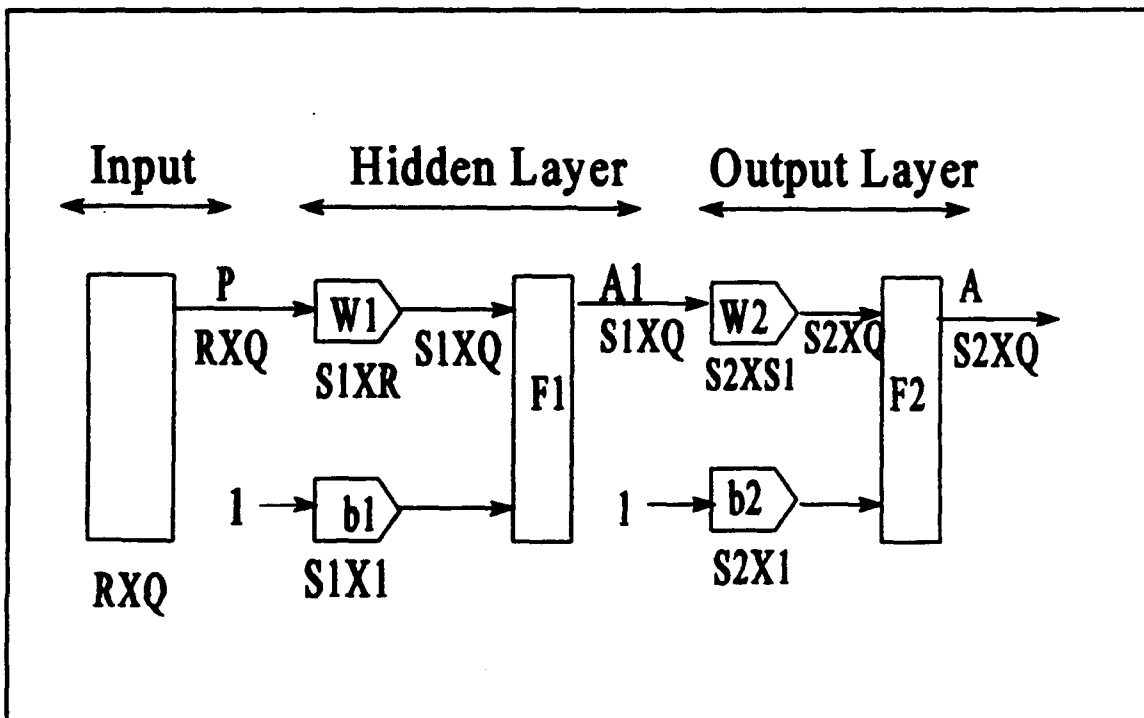 Input
Hidden Layer
Output Layer
P
RXQ
W1
S1XR
S1XQ
F1
A1
S1XQ
W2
S2XS1
S2XQ
F2
A
S2XQ
1
b1
S1X1
1
b2
S2X1
RXQ